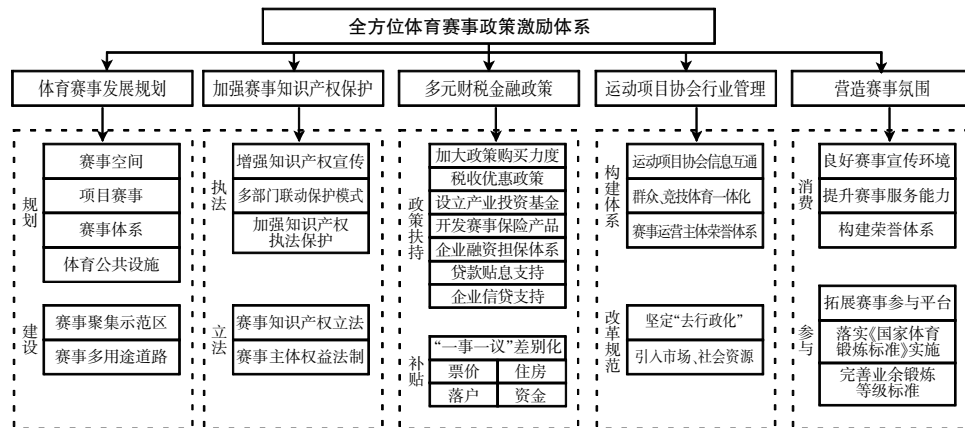 全方位体育赛事政策激励体系
体育赛事发展规划
加强赛事知识产权保护
多元财税金融政策
运动项目协会行业管理
营造赛事氛围
规划
赛事空间
项目赛事
赛事体系
体育公共设施
建设
赛事聚集示范区
赛事多用途道路
执法
增强知识产权宣传
多部门联动保护模式
加强知识产权
执法保护
立法
赛事知识产权立法
赛事主体权益法制
政策扶持
加大政策购买力度
税收优惠政策
设立产业投资基金
开发赛事保险产品
企业融资担保体系
贷款贴息支持
企业信贷支持
补贴
“一事一议”差别化
票价 住房
落户 资金
构建体系
运动项目协会信息互通
群众、竞技体育一体化
赛事运营主体荣誉体系
改革规范
坚定“去行政化”
引入市场、社会资源
消费
良好赛事宣传环境
提升赛事服务能力
构建荣誉体系
参与
拓展赛事参与平台
落实《国家体育
锻炼标准》实施
完善业余锻炼
等级标准